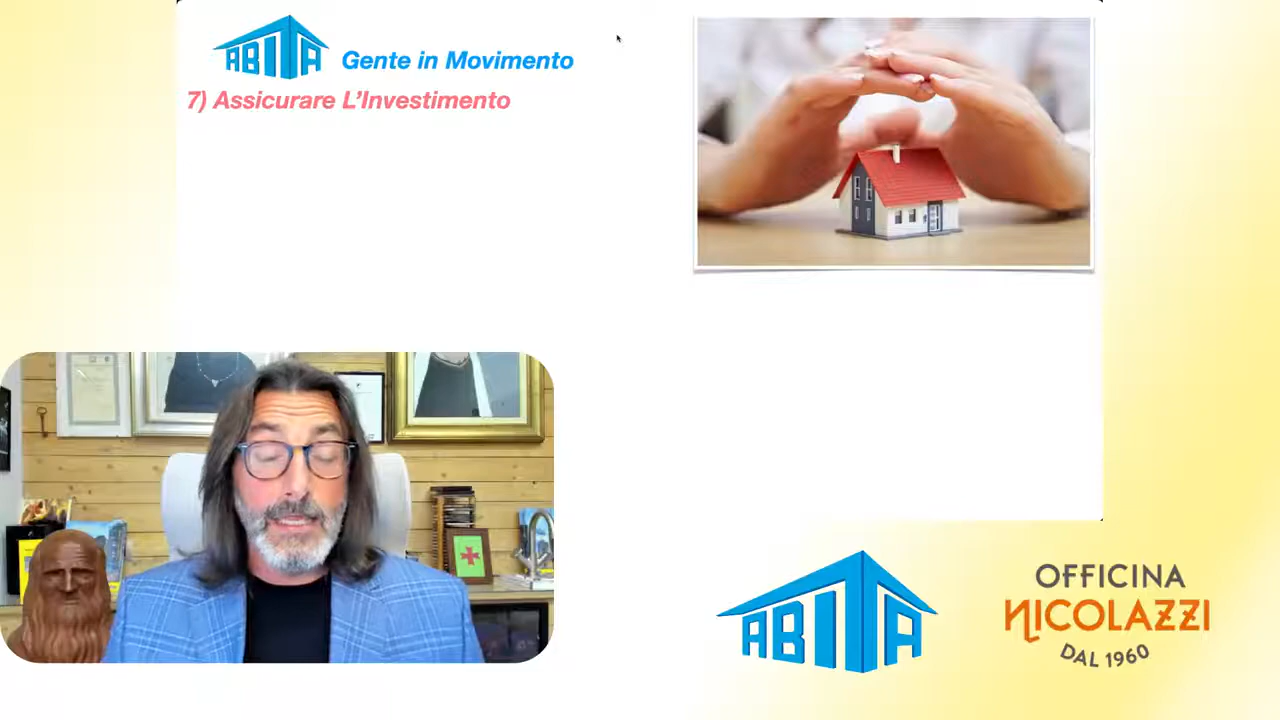 ABITA
Gente in Movimento
7) Assicurare L'Investimento
ABITA
OFFICINA
NICOLAZZI
DAL 1960